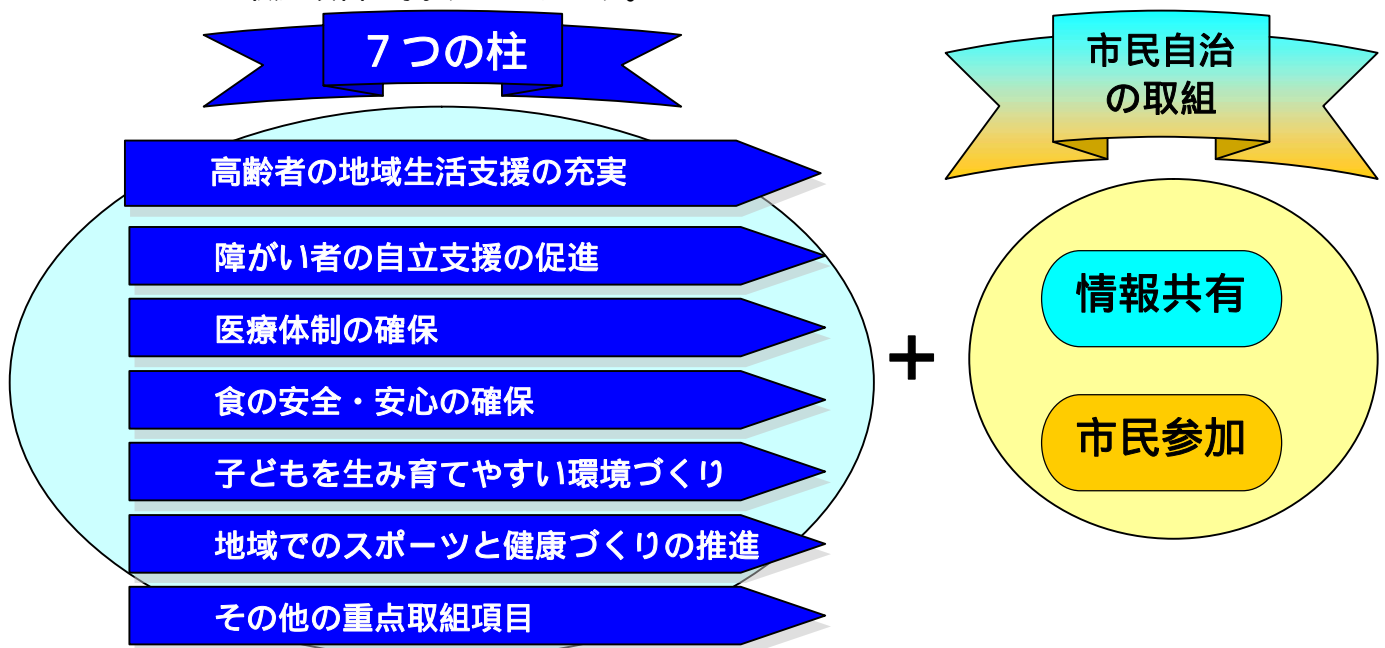 ７つの柱
高齢者の地域生活支援の充実
障がい者の自立支援の促進
医療体制の確保
食の安全・安心の確保
子どもを生み育てやすい環境づくり
地域でのスポーツと健康づくりの推進
その他の重点取組項目
+
市民自治
の取組
情報共有
市民参加